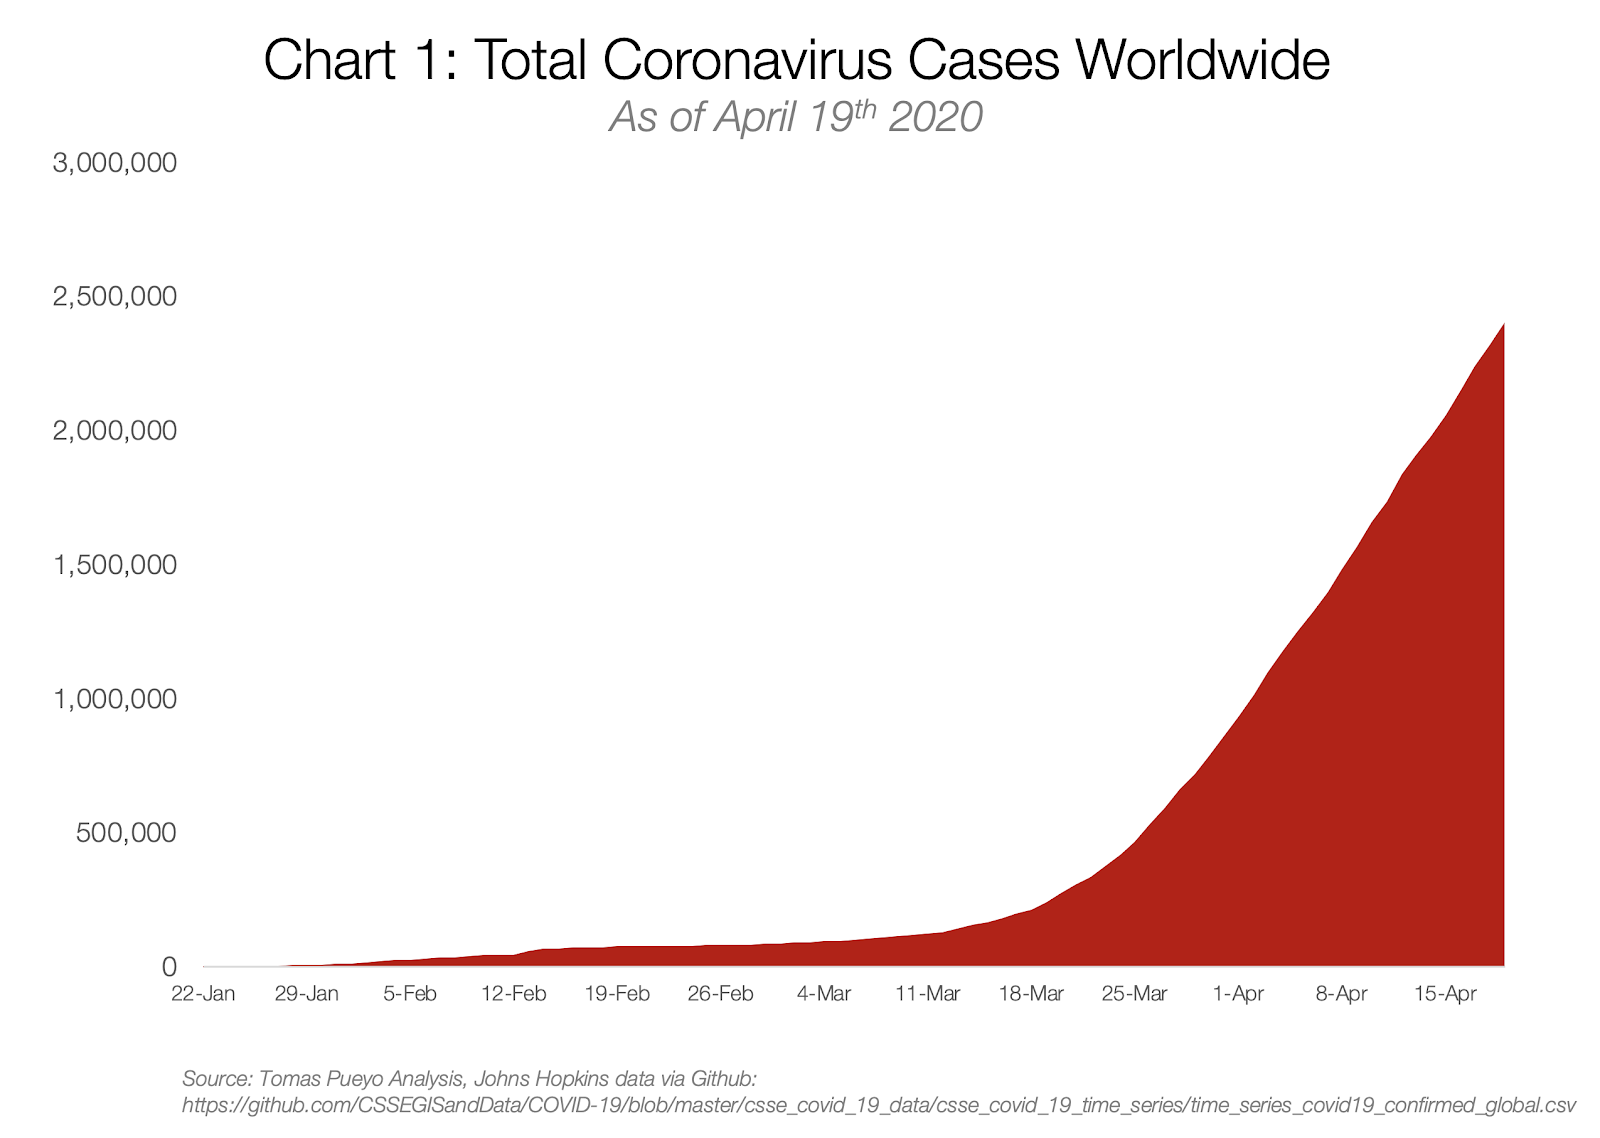 Chart 1: Total Coronavirus Cases Worldwide
As of April 19th 2020
3,000,000
2,500,000
2,000,000
1,500,000
1,000,000
500,000
0
22-Jan 29-Jan 5-Feb 12-Feb 19-Feb 26-Feb 4-Mar 11-Mar 18-Mar 25-Mar 1-Apr 8-Apr 15-Apr
Source: Tomas Pueyo Analysis, Johns Hopkins data via Github:
https://github.com/CSSEGISandData/COVID-19/blob/master/csse_covid_19_data/csse_covid_19_time_series/time_series_covid19_confirmed_global.csv